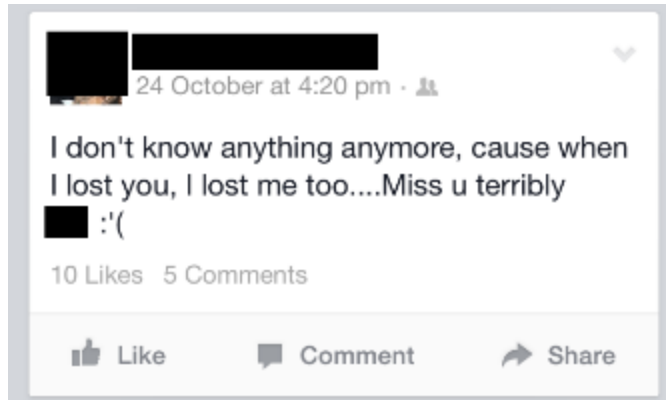 24 October at 4:20 pm ·
I don't know anything anymore, cause when
I lost you, I lost me too....Miss u terribly
:'(
10 Likes 5 Comments
Like Comment Share